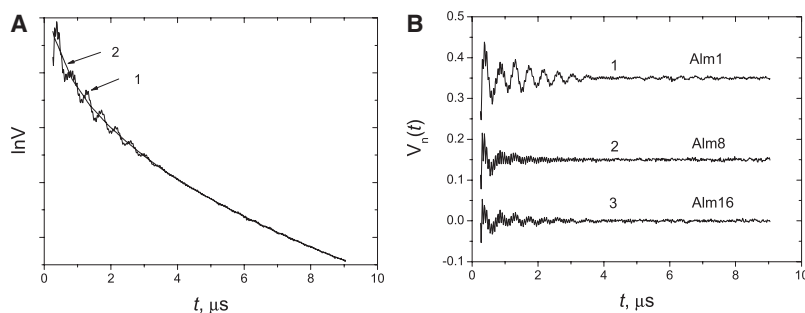 A
lnV
2
1
0 2 4 6 8 10
t, μs
B
Vn(t)
0.5
0.4
0.3
0.2
0.1
0.0
-0.1
1 Alm1
2 Alm8
3 Alm16
0 2 4 6 8 10
t, μs